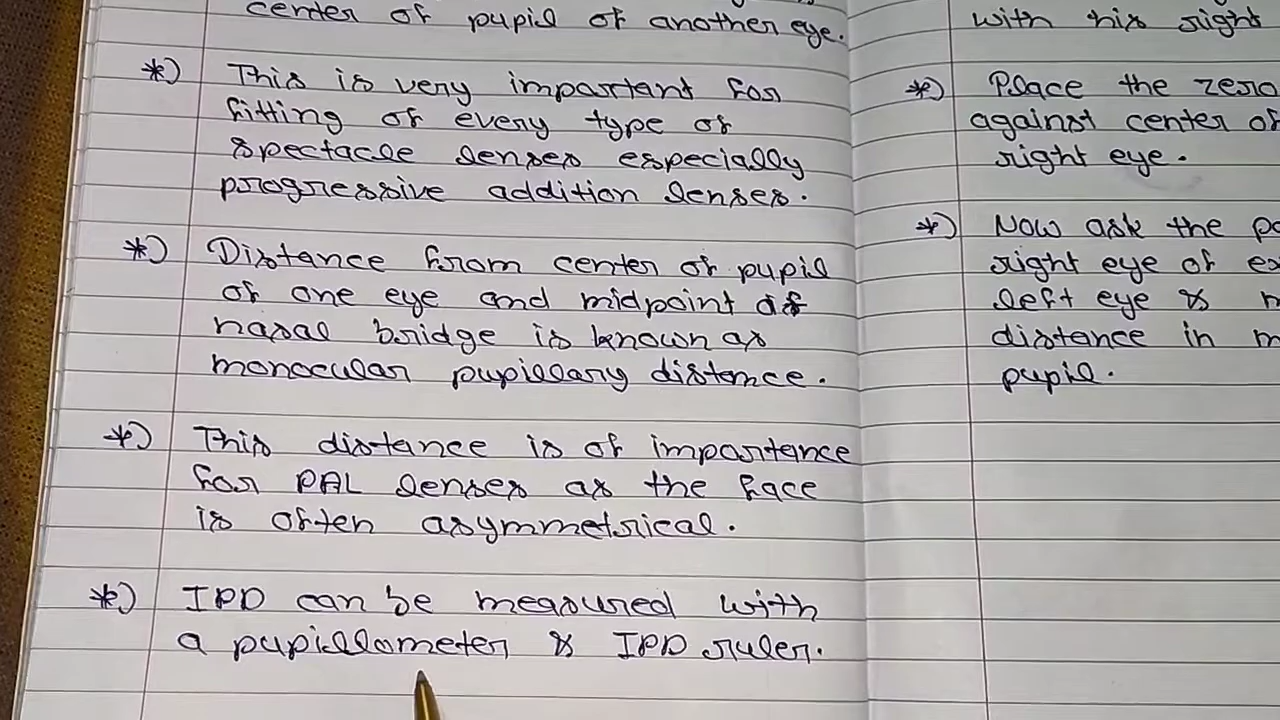 center of pupil of another eye.
*) This is very important for
fitting of every type of
spectacle lenses especially
progressive addition lenses.
*) Distance from center of pupil
of one eye and midpoint of
nasal bridge is known as
monocular pupillary distance.
*) This distance is of importance
for PAL lenses as the face
is often asymmetrical.
*) IPD can be measured with
a pupillometer & IPD ruler.
with his right
*) Place the zero
against center of
right eye.
*) Now ask the
right eye of
left eye &
distance in
pupil.